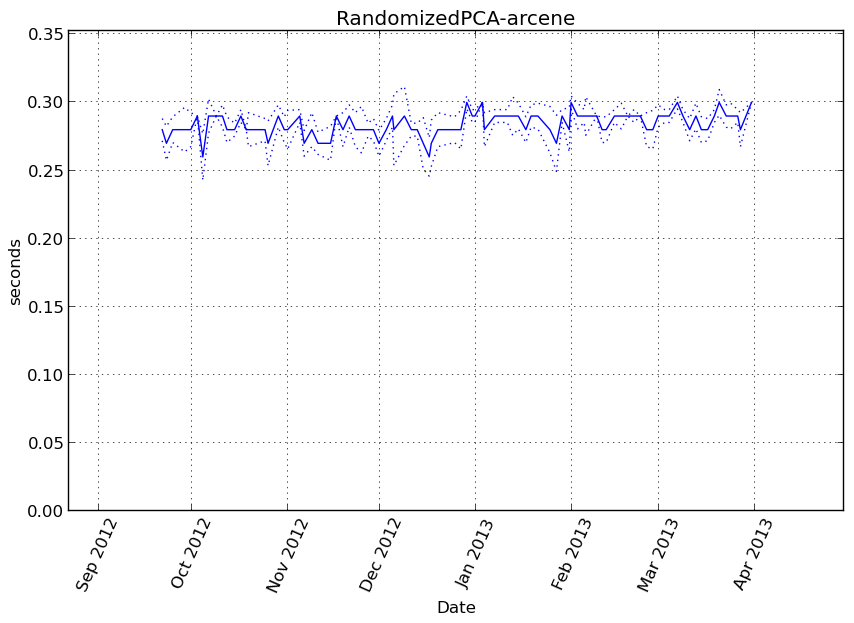 RandomizedPCA-arcene
0.35
0.30
0.25
0.20
0.15
0.10
0.05
0.00
seconds
Sep 2012
Oct 2012
Nov 2012
Dec 2012
Jan 2013
Feb 2013
Mar 2013
Apr 2013
Date